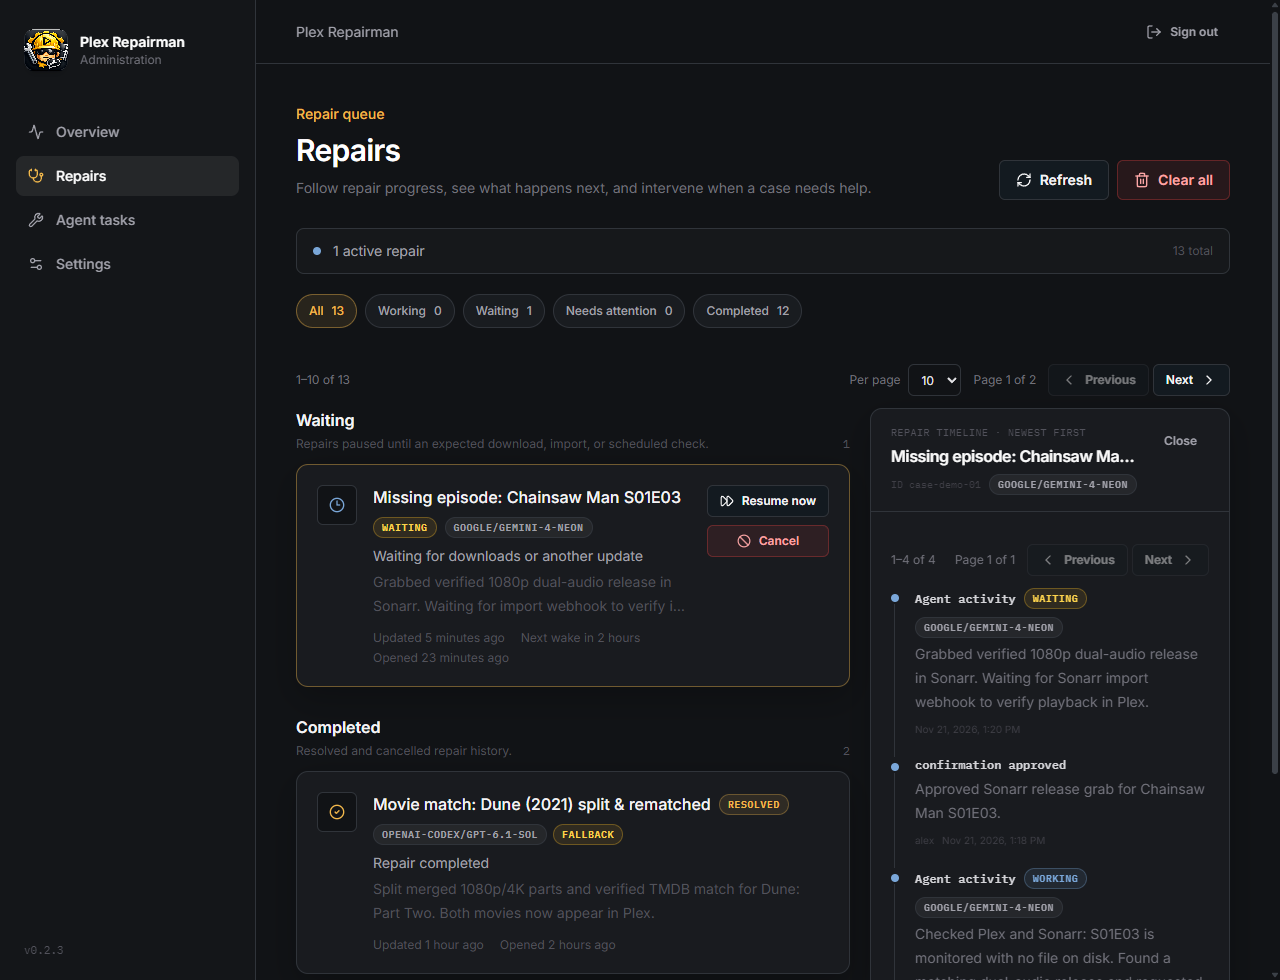 Plex Repairman
Administration
Overview
Repairs
Agent tasks
Settings
v0.2.3
Plex Repairman
Sign out
Repair queue
Repairs
Follow repair progress, see what happens next, and intervene when a case needs help.
Refresh
Clear all
1 active repair
13 total
All 13
Working 0
Waiting 1
Needs attention 0
Completed 12
1–10 of 13
Per page
10
Page 1 of 2
Previous
Next
Waiting
Repairs paused until an expected download, import, or scheduled check.
1
Missing episode: Chainsaw Man S01E03
WAITING
GOOGLE/GEMINI-4-NEON
Waiting for downloads or another update
Grabbed verified 1080p dual-audio release in
Sonarr. Waiting for import webhook to verify i...
Updated 5 minutes ago
Next wake in 2 hours
Opened 23 minutes ago
Resume now
Cancel
Completed
Resolved and cancelled repair history.
2
Movie match: Dune (2021) split & rematched
RESOLVED
OPENAI-CODEX/GPT-6.1-SOL
FALLBACK
Repair completed
Split merged 1080p/4K parts and verified TMDB match for Dune:
Part Two. Both movies now appear in Plex.
Updated 1 hour ago
Opened 2 hours ago
REPAIR TIMELINE · NEWEST FIRST
Missing episode: Chainsaw Ma...
Close
ID case-demo-01
GOOGLE/GEMINI-4-NEON
1–4 of 4
Page 1 of 1
Previous
Next
Agent activity
WAITING
GOOGLE/GEMINI-4-NEON
Grabbed verified 1080p dual-audio release
in Sonarr. Waiting for Sonarr import
webhook to verify playback in Plex.
Nov 21, 2026, 1:20 PM
confirmation approved
Approved Sonarr release grab for Chainsaw
Man S01E03.
alex Nov 21, 2026, 1:18 PM
Agent activity
WORKING
GOOGLE/GEMINI-4-NEON
Checked Plex and Sonarr: S01E03 is
monitored with no file on disk. Found a
matching dual-audio release and requested